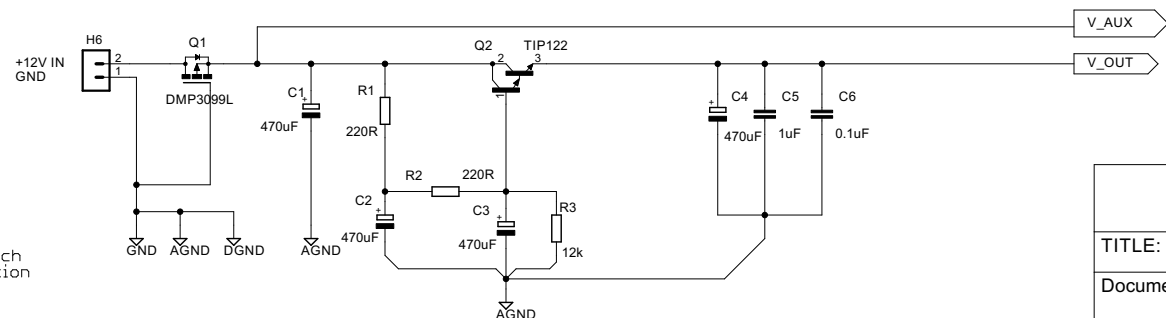 V_AUX
H6
Q1
Q2
TIP122
+12V IN
2
2
3
V_OUT
GND
1
DMP3099L
1
C1
+
470uF
R1
220R
C4
+
470uF
C5
1uF
C6
0.1uF
R2
220R
C2
+
470uF
C3
+
470uF
R3
12k
GND
AGND
DGND
AGND
AGND
ch
tion
TITLE:
Docume